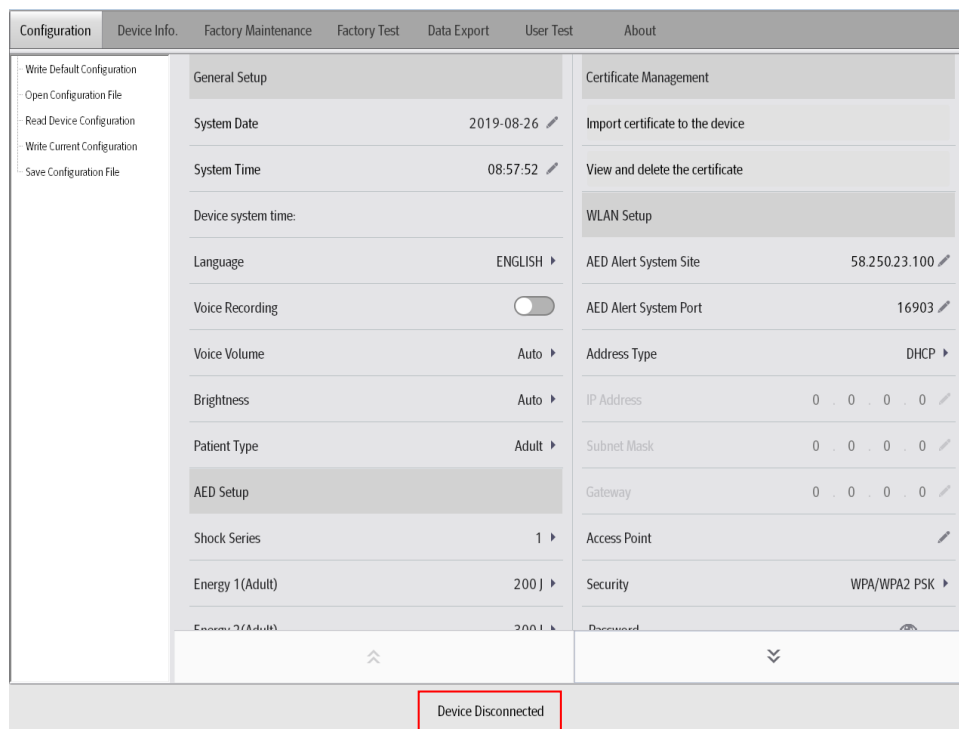 Configuration Device Info. Factory Maintenance Factory Test Data Export User Test About
Write Default Configuration
Open Configuration File
Read Device Configuration
Write Current Configuration
Save Configuration File
General Setup
System Date 2019-08-26
System Time 08:57:52
Device system time:
Language ENGLISH
Voice Recording
Voice Volume Auto
Brightness Auto
Patient Type Adult
AED Setup
Shock Series 1
Energy 1(Adult) 200 J
Energy 2(Adult) 300 J
Certificate Management
Import certificate to the device
View and delete the certificate
WLAN Setup
AED Alert System Site 58.250.23.100
AED Alert System Port 16903
Address Type DHCP
IP Address 0 . 0 . 0 . 0
Subnet Mask 0 . 0 . 0 . 0
Gateway 0 . 0 . 0 . 0
Access Point
Security WPA/WPA2 PSK
Password
Device Disconnected